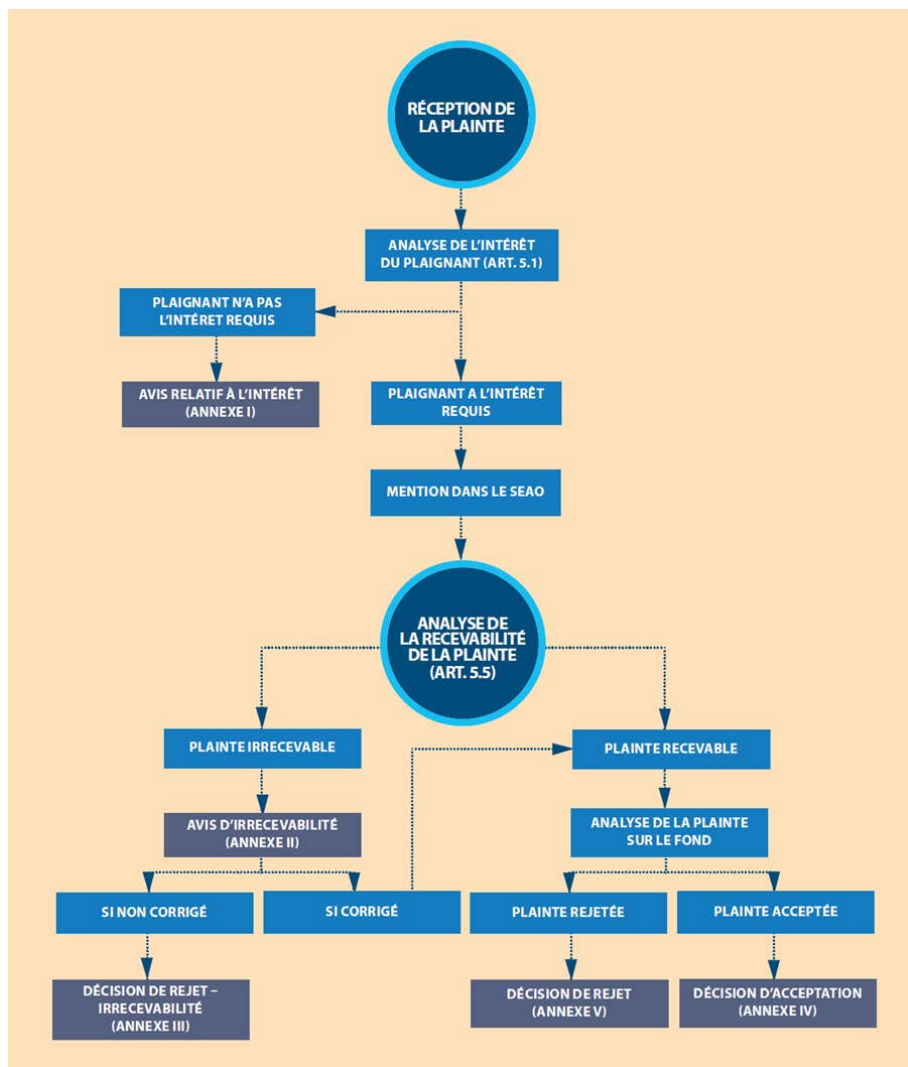 RÉCEPTION DE
LA PLAINTE
ANALYSE DE L'INTÉRÊT
DU PLAIGNANT (ART. 5.1)
PLAIGNANT N'A PAS
L'INTÉRET REQUIS
AVIS RELATIF À L'INTÉRÊT
(ANNEXE I)
PLAIGNANT A L'INTÉRÊT
REQUIS
MENTION DANS LE SEAO
ANALYSE DE
LA RECEVABILITÉ
DE LA PLAINTE
(ART. 5.5)
PLAINTE IRRECEVABLE
PLAINTE RECEVABLE
AVIS D'IRRECEVABILITÉ
(ANNEXE II)
ANALYSE DE LA PLAINTE
SUR LE FOND
SI NON CORRIGÉ
SI CORRIGÉ
PLAINTE REJETÉE
PLAINTE ACCEPTÉE
DÉCISION DE REJET –
IRRECEVABILITÉ
(ANNEXE III)
DÉCISION DE REJET
(ANNEXE V)
DÉCISION D'ACCEPTATION
(ANNEXE IV)